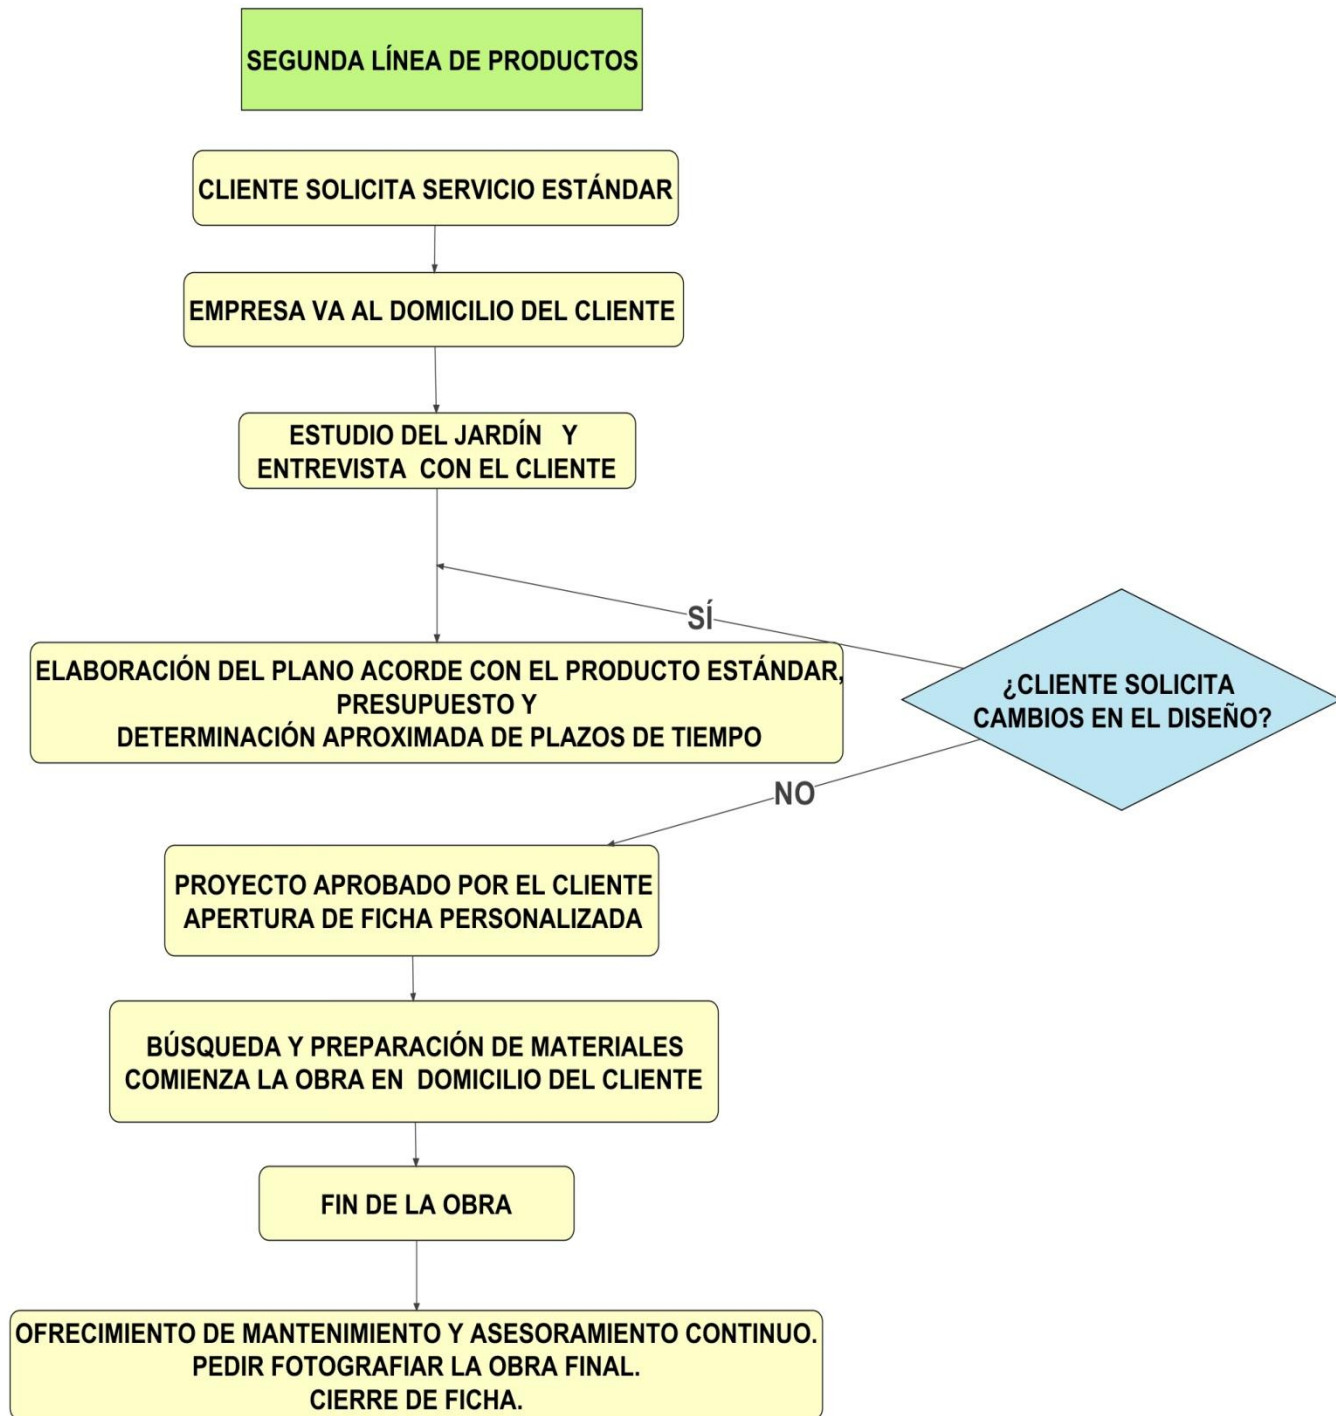 SEGUNDA LÍNEA DE PRODUCTOS
CLIENTE SOLICITA SERVICIO ESTÁNDAR
EMPRESA VA AL DOMICILIO DEL CLIENTE
ESTUDIO DEL JARDÍN Y
ENTREVISTA CON EL CLIENTE
SÍ
ELABORACIÓN DEL PLANO ACORDE CON EL PRODUCTO ESTÁNDAR,
PRESUPUESTO Y
DETERMINACIÓN APROXIMADA DE PLAZOS DE TIEMPO
¿CLIENTE SOLICITA
CAMBIOS EN EL DISEÑO?
NO
PROYECTO APROBADO POR EL CLIENTE
APERTURA DE FICHA PERSONALIZADA
BÚSQUEDA Y PREPARACIÓN DE MATERIALES
COMIENZA LA OBRA EN DOMICILIO DEL CLIENTE
FIN DE LA OBRA
OFRECIMIENTO DE MANTENIMIENTO Y ASESORAMIENTO CONTINUO.
PEDIR FOTOGRAFIAR LA OBRA FINAL.
CIERRE DE FICHA.